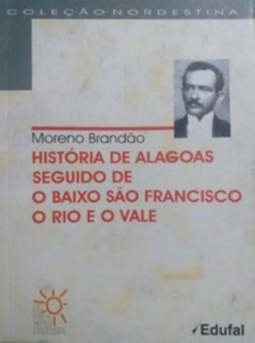 COLEÇÃO NORDESTINA
Moreno Brandão
HISTÓRIA DE ALAGOAS
SEGUIDO DE
O BAIXO SÃO FRANCISCO
O RIO E O VALE
Edufal